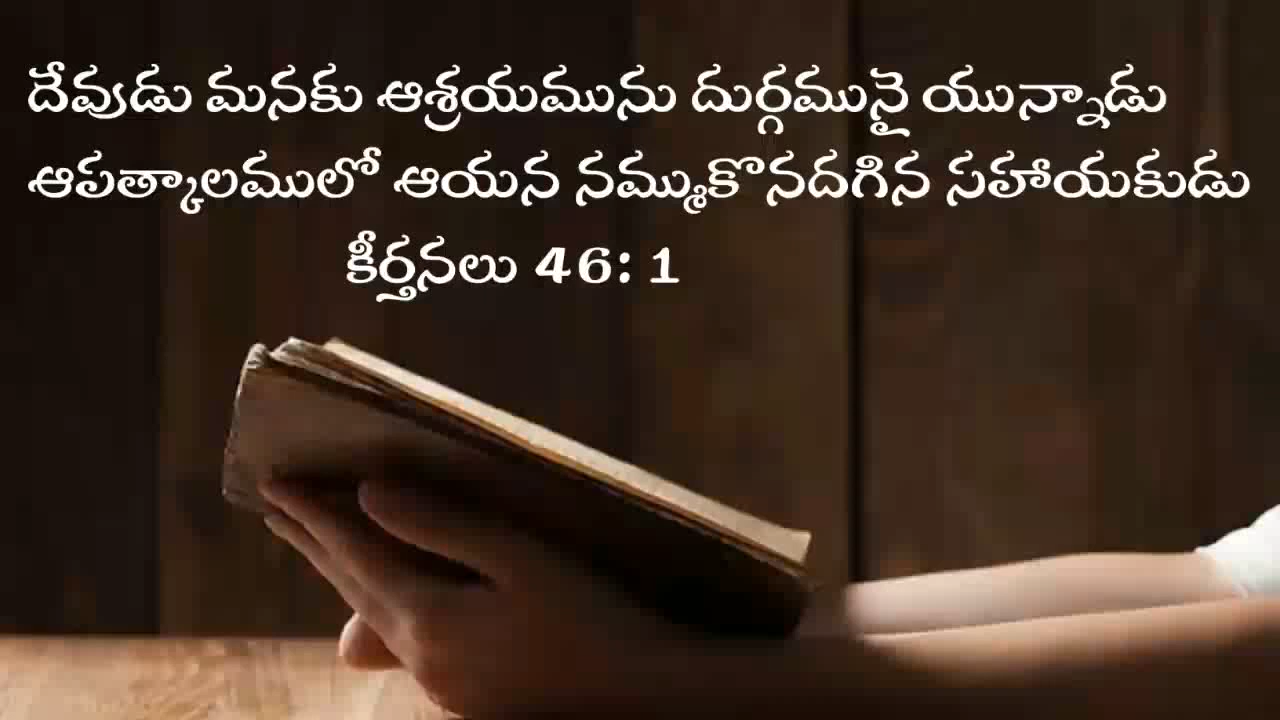 దేవుడు మనకు ఆశ్రయమును దుర్గమునై యున్నాడు
ఆపత్కాలములో ఆయన నమ్ముకొనదగిన సహాయకుడు
కీర్తనలు 46: 1